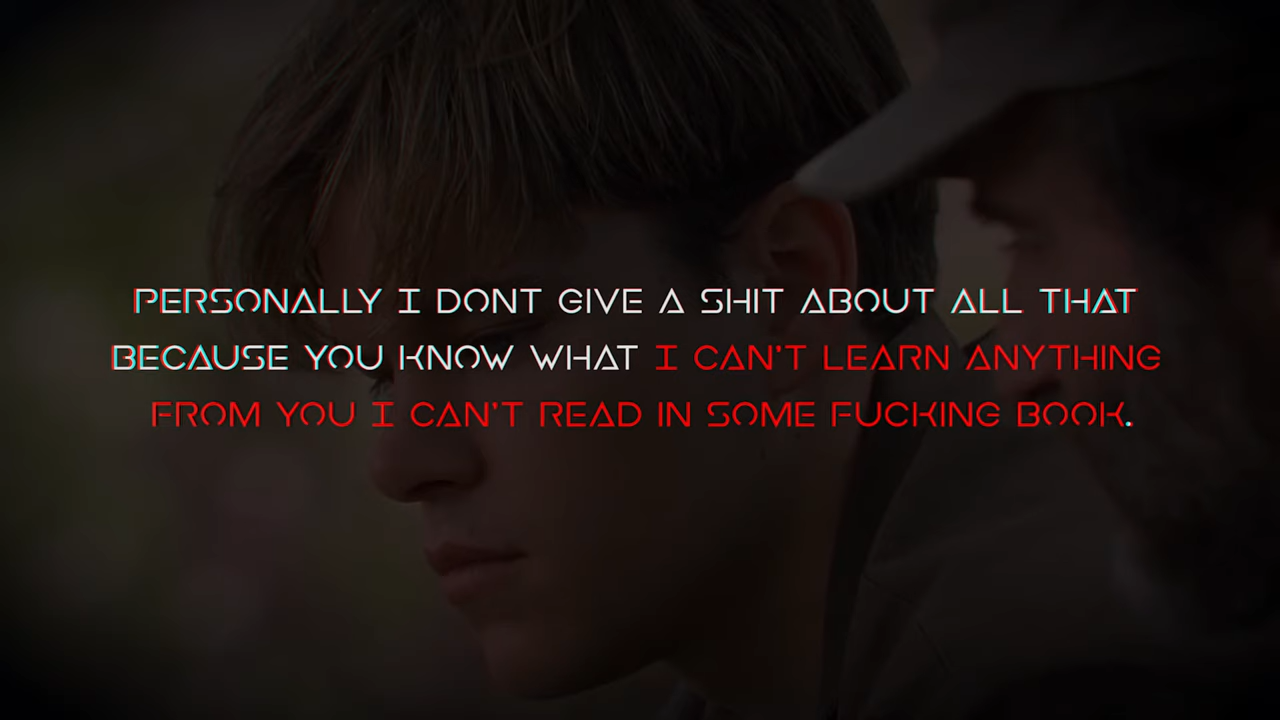 PERSONALLY I DONT GIVE A SHIT ABOUT ALL THAT
BECAUSE YOU KNOW WHAT I CAN'T LEARN ANYTHING
FROM YOU I CAN'T READ IN SOME FUCKING BOOK.